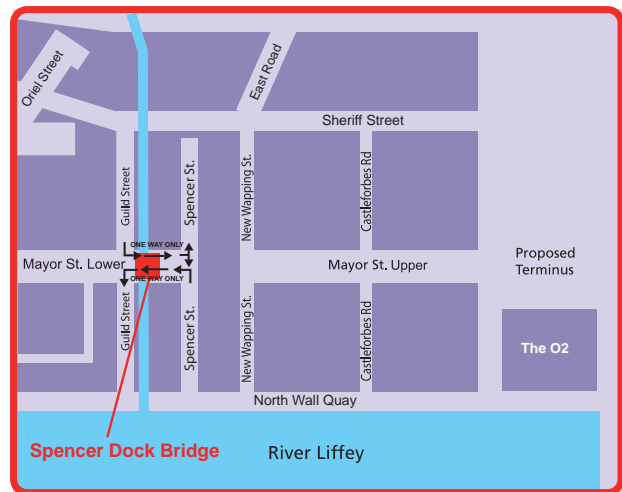 Oriel Street
East Road
Sheriff Street
Guild Street
Spencer St.
New Wapping St.
Castleforbes Rd
ONE WAY ONLY
Mayor St. Lower
Mayor St. Upper
Proposed
Terminus
ONE WAY ONLY
Guild Street
Spencer St.
New Wapping St.
Castleforbes Rd
The O2
North Wall Quay
Spencer Dock Bridge
River Liffey